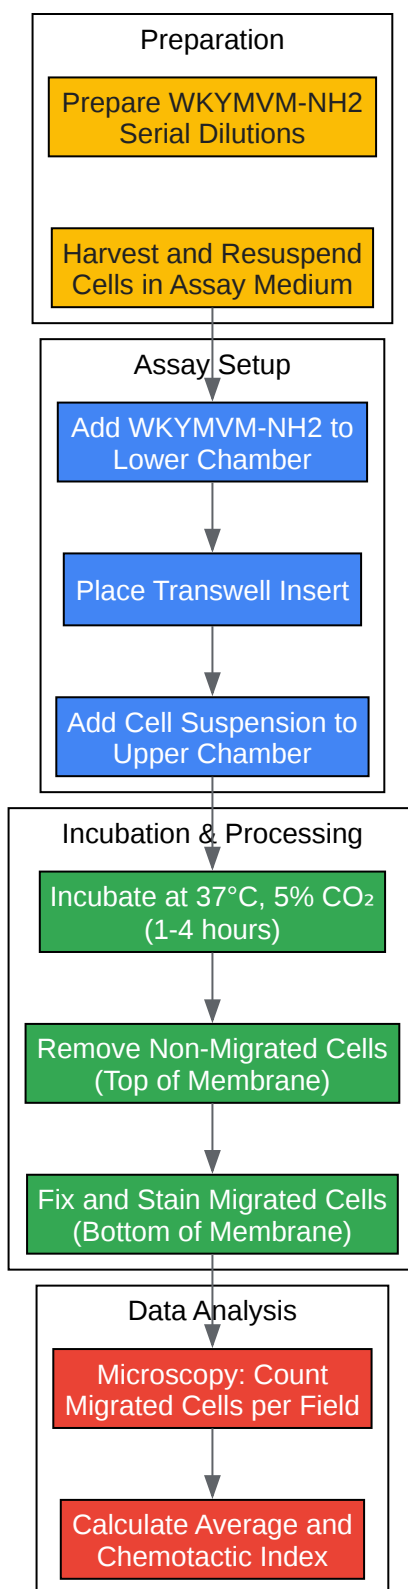 Preparation
Prepare WKYMVM-NH2
Serial Dilutions
Harvest and Resuspend
Cells in Assay Medium
Assay Setup
Add WKYMVM-NH2 to
Lower Chamber
Place Transwell Insert
Add Cell Suspension to
Upper Chamber
Incubation & Processing
Incubate at 37°C, 5% CO₂
(1-4 hours)
Remove Non-Migrated Cells
(Top of Membrane)
Fix and Stain Migrated Cells
(Bottom of Membrane)
Data Analysis
Microscopy: Count
Migrated Cells per Field
Calculate Average and
Chemotactic Index